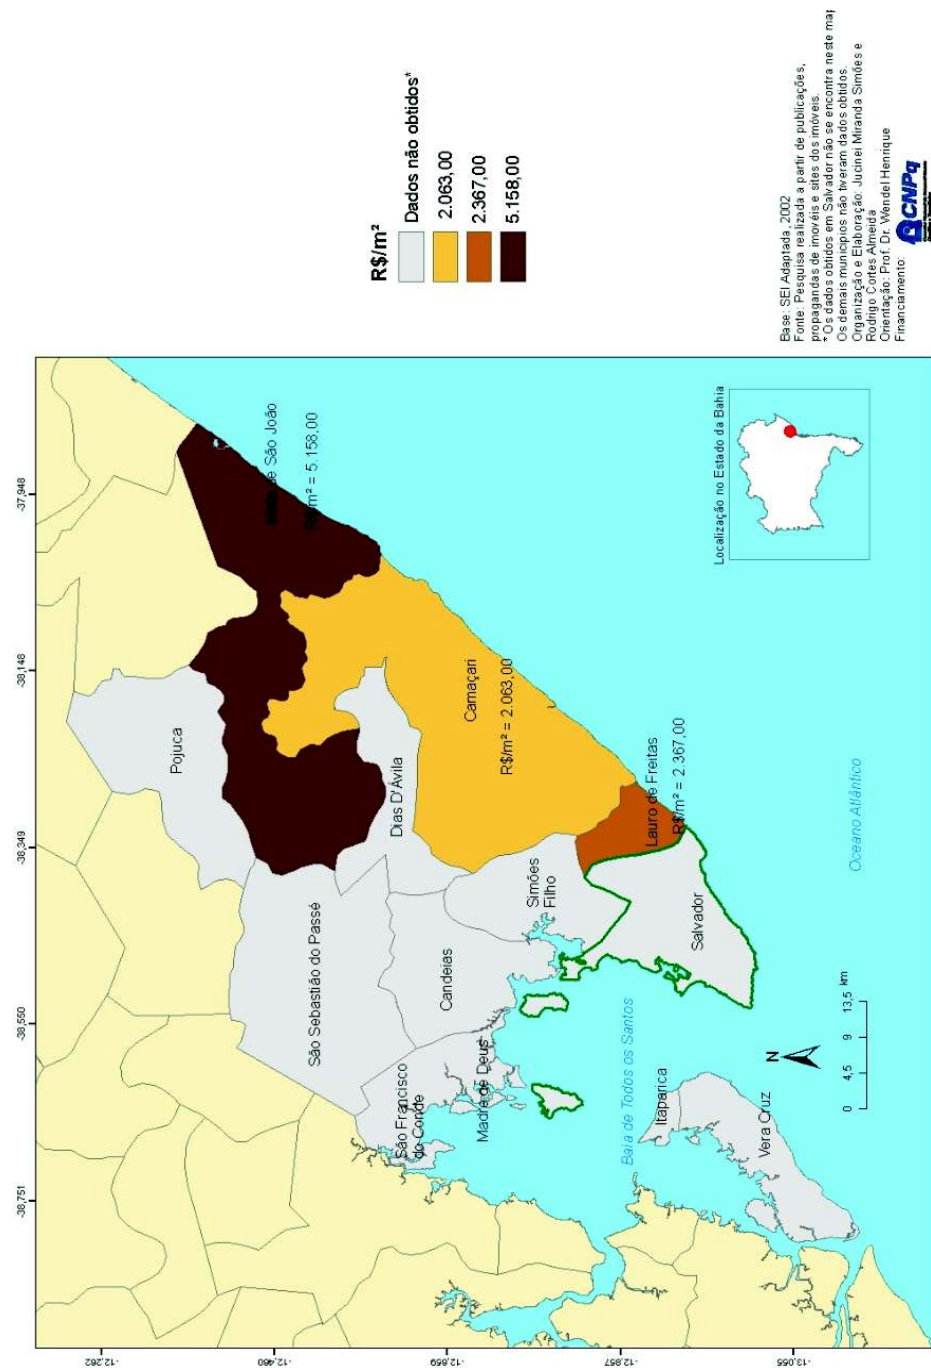 -38,751
-38,550
-38,349
-38,148
-37,948
-12,262
-12,460
-12,659
-12,857
-13,056
Pojuca
de São João
R$/m² = 5.158,00
São Sebastião do Passé
Dias D'Ávila
Camaçari
R$/m² = 2.063,00
São Francisco
do Conde
Candeias
Madre de Deus
Simões
Filho
Lauro de Freitas
R$/m² = 2.367,00
Salvador
Baía de Todos os Santos
Itaparica
Vera Cruz
Oceano Atlântico
N
0 4,5 9 13,5 km
Localização no Estado da Bahia
R$/m²
Dados não obtidos*
2.063,00
2.367,00
5.158,00
Base: SEI Adaptada, 2002
Fonte: Pesquisa realizada a partir de publicações,
propagandas de imovéis e sites dos imóveis.
* Os dados obtidos em Salvador não se encontra neste map
Os demais municipios não tiveram dados obtidos.
Organização e Elaboração: Jucinei Miranda Simões e
Rodrigo Cortes Almeida
Orientação: Prof. Dr. Wendel Henrique
Financiamento:
CNPq